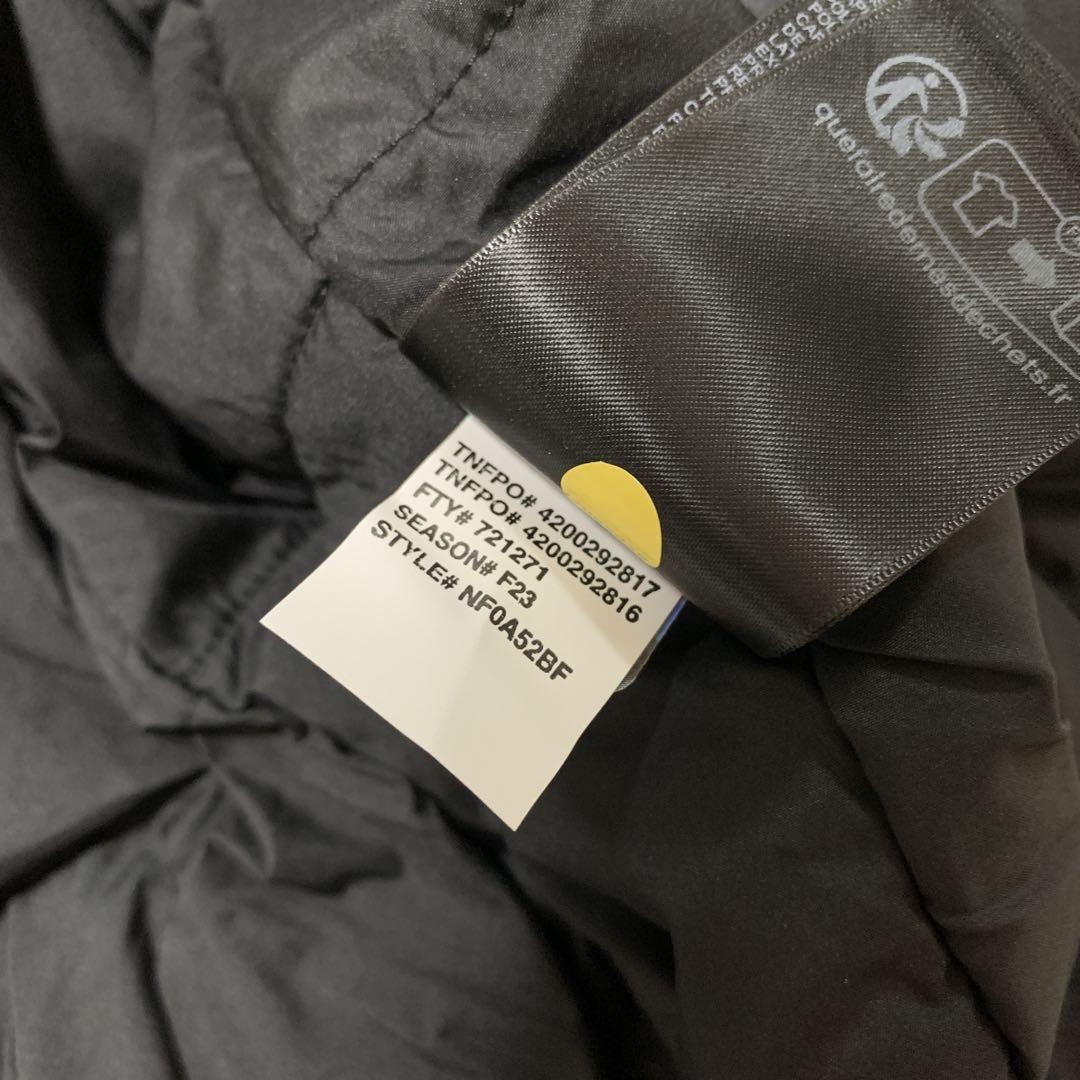 quefairedemesdechets.fr
TNFPO# 4200292817
TNFPO# 4200292816
FTY# 721271
SEASON# F23
STYLE# NF0A52BF